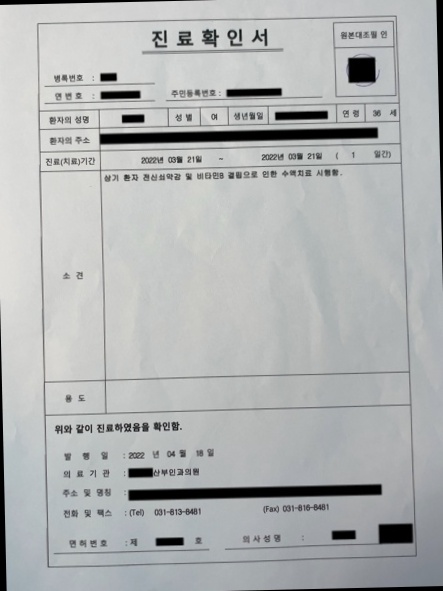 진료확인서
원본대조필 인
병록번호 :
연번호 :
주민등록번호 :
환자의 성명 성별 여 생년월일 연령 36 세
환자의 주소
진료(치료)기간 2022년 03월 21일 ~ 2022년 03월 21일 ( 1 일간)
상기 환자 전신쇠약감 및 비타민B 결핍으로 인한 수액치료 시행함.
소견
용도
위와 같이 진료하였음을 확인함.
발행일 : 2022 년 04 월 18 일
의료기관 : 산부인과의원
주소 및 명칭 :
전화 및 팩스 : (Tel) 031-813-8481 (Fax) 031-816-8481
면허번호 : 제 호 의사성명 :